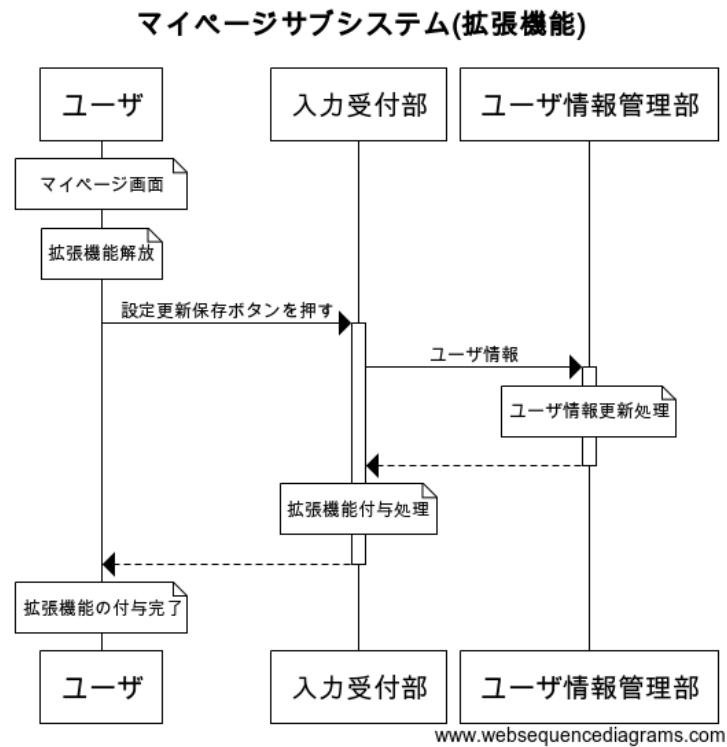 マイページサブシステム(拡張機能)
ユーザ
入力受付部
ユーザ情報管理部
マイページ画面
拡張機能解放
設定更新保存ボタンを押す
ユーザ情報
ユーザ情報更新処理
拡張機能付与処理
拡張機能の付与完了
ユーザ
入力受付部
ユーザ情報管理部
www.websequencediagrams.com